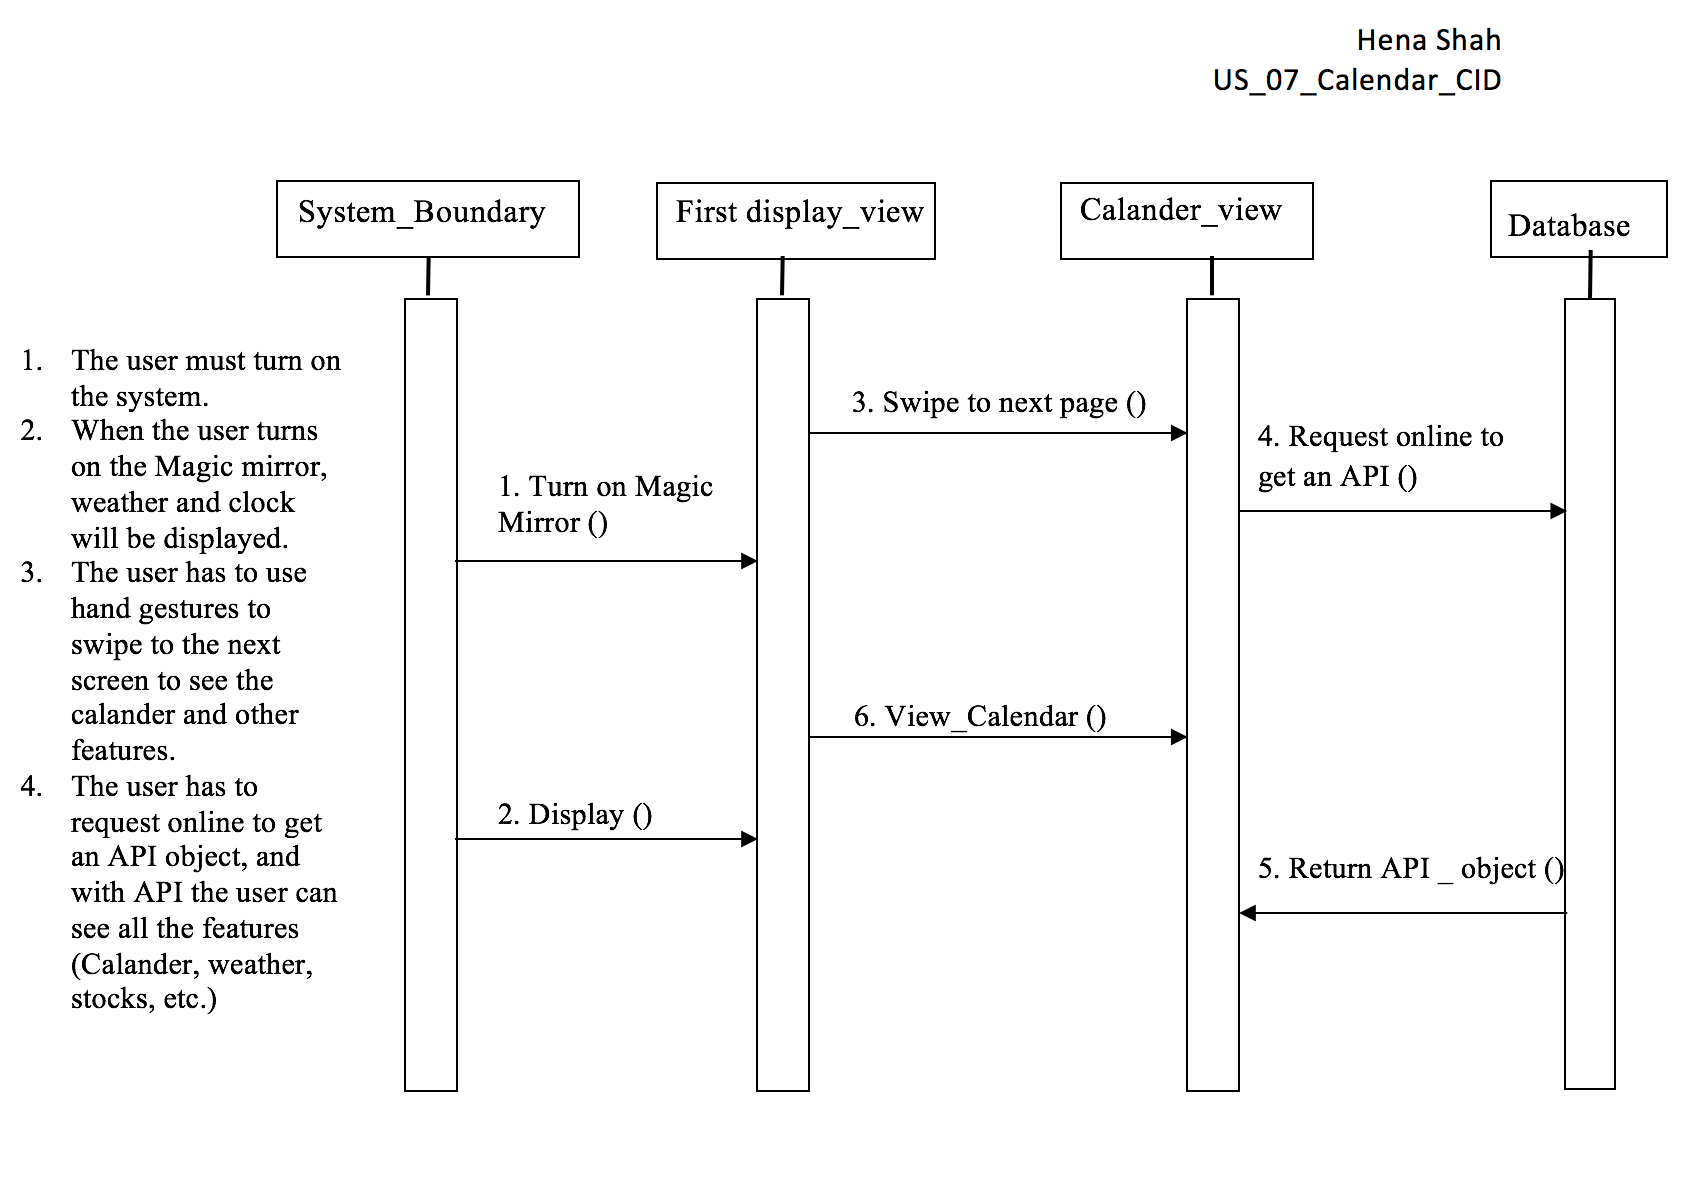 Hena Shah
US_07_Calendar_CID
System_Boundary
First display_view
Calander_view
Database
1. The user must turn on
the system.
2. When the user turns
on the Magic mirror,
weather and clock
will be displayed.
3. The user has to use
hand gestures to
swipe to the next
screen to see the
calander and other
features.
4. The user has to
request online to get
an API object, and
with API the user can
see all the features
(Calander, weather,
stocks, etc.)
1. Turn on Magic
Mirror ()
2. Display ()
3. Swipe to next page ()
6. View_Calendar ()
4. Request online to
get an API ()
5. Return API _ object ()